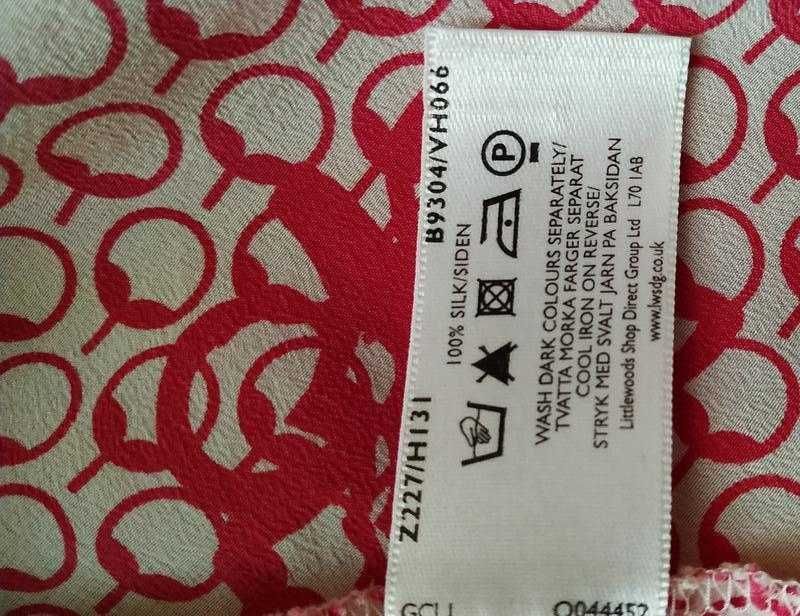 Z227/H131 B9304/VH066
100% SILK/SIDEN
P
WASH DARK COLOURS SEPARATELY/
TVATTA MORKA FARGER SEPARAT
COOL IRON ON REVERSE/
STRYK MED SVALT JARN PA BAKSIDAN
Littlewoods Shop Direct Group Ltd L70 1AB
www.lwsdg.co.uk